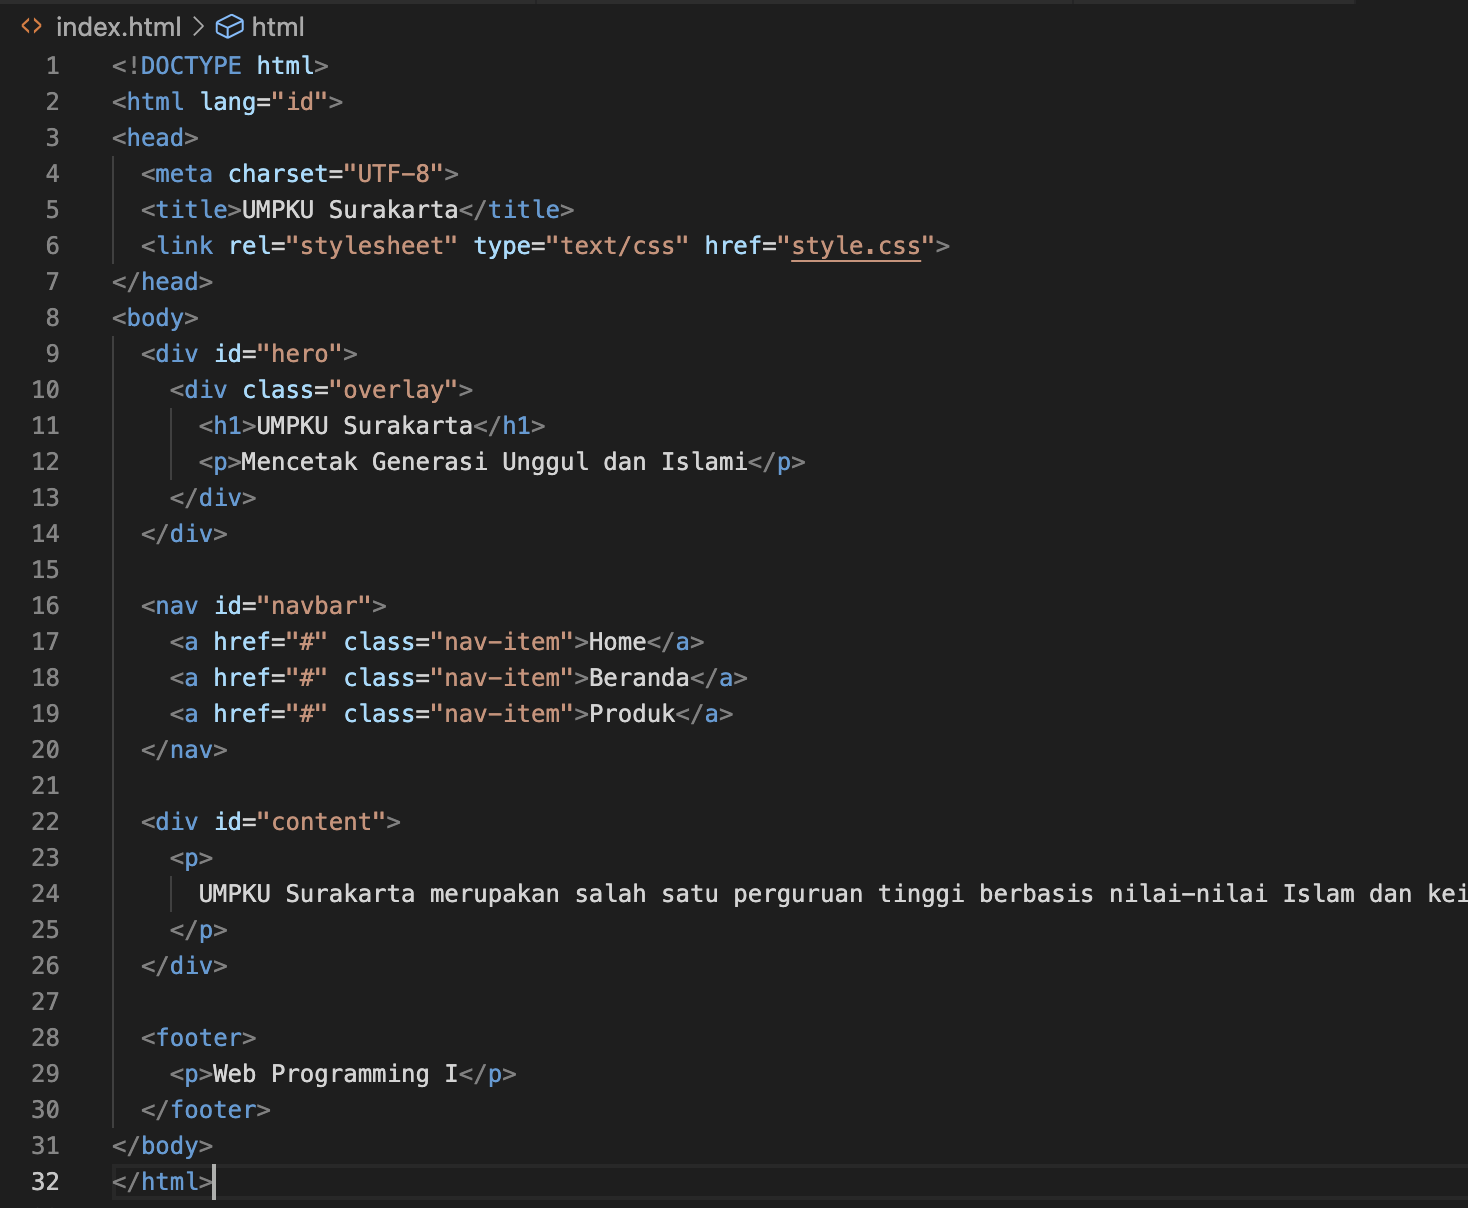 index.html > html
1 <!DOCTYPE html>
2 <html lang="id">
3 <head>
4 <meta charset="UTF-8">
5 <title>UMPKU Surakarta</title>
6 <link rel="stylesheet" type="text/css" href="style.css">
7 </head>
8 <body>
9 <div id="hero">
10 <div class="overlay">
11 <h1>UMPKU Surakarta</h1>
12 <p>Mencetak Generasi Unggul dan Islami</p>
13 </div>
14 </div>
15
16 <nav id="navbar">
17 <a href="#" class="nav-item">Home</a>
18 <a href="#" class="nav-item">Beranda</a>
19 <a href="#" class="nav-item">Produk</a>
20 </nav>
21
22 <div id="content">
23 <p>
24 UMPKU Surakarta merupakan salah satu perguruan tinggi berbasis nilai-nilai Islam dan kei
25 </p>
26 </div>
27
28 <footer>
29 <p>Web Programming I</p>
30 </footer>
31 </body>
32 </html>